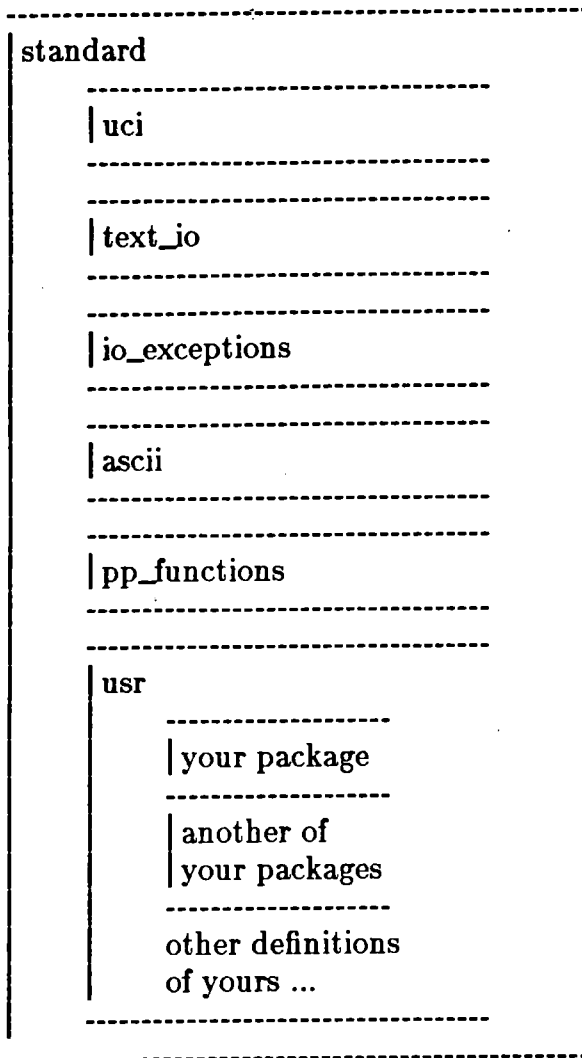 standard
uci
text_io
io_exceptions
ascii
pp_functions
usr
your package
another of
your packages
other definitions
of yours ...